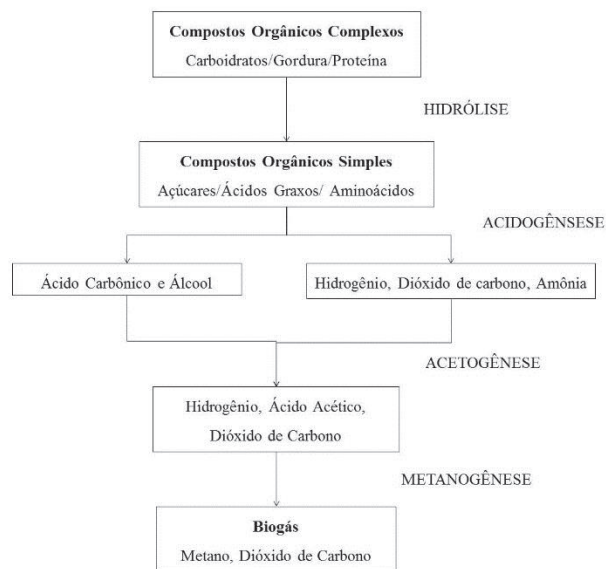 Compostos Orgânicos Complexos
Carboidratos/Gordura/Proteína
HIDRÓLISE
Compostos Orgânicos Simples
Açúcares/Ácidos Graxos/ Aminoácidos
ACIDOGÊNSESE
Ácido Carbônico e Álcool
Hidrogênio, Dióxido de carbono, Amônia
ACETOGÊNESE
Hidrogênio, Ácido Acético,
Dióxido de Carbono
METANOGÊNESE
Biogás
Metano, Dióxido de Carbono